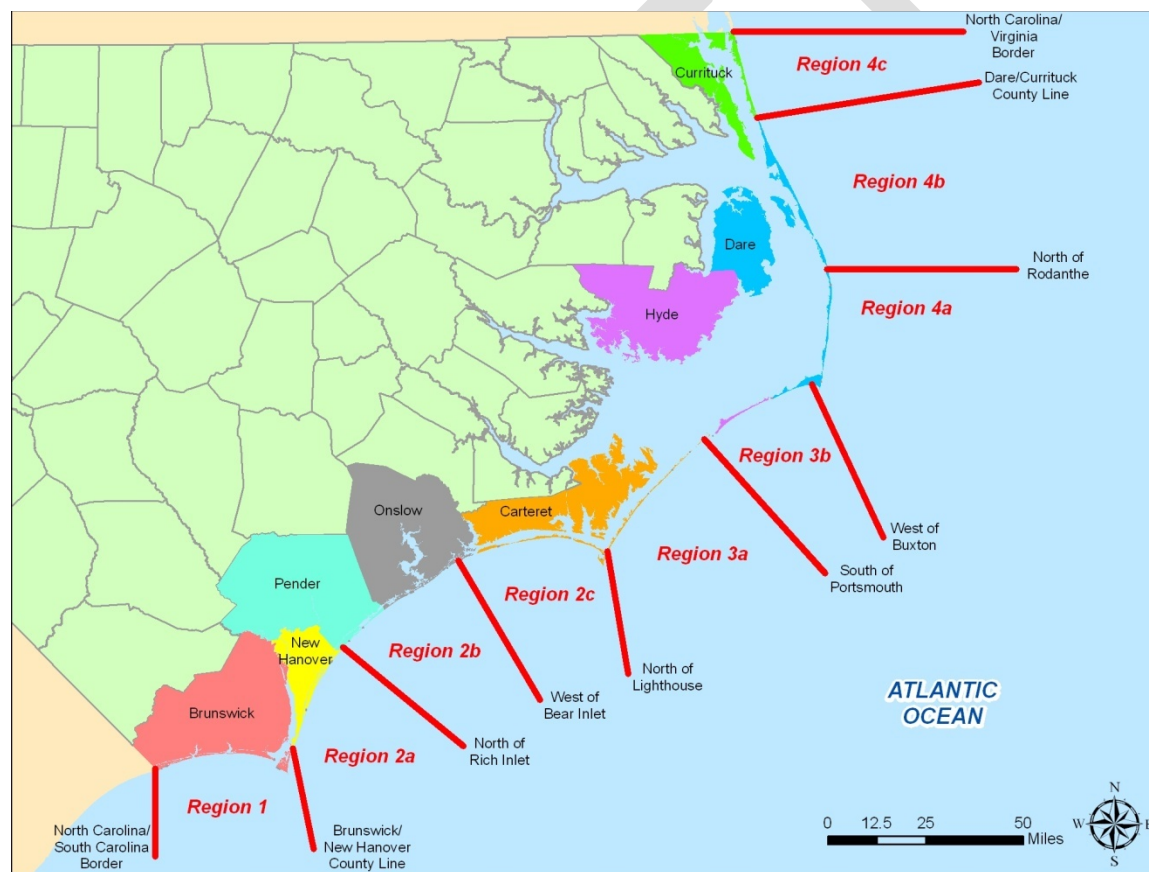 North Carolina/
Virginia
Border
Region 4c
Currituck
Dare/Currituck
County Line
Region 4b
Dare
North of
Rodanthe
Hyde
Region 4a
Region 3b
Onslow
Carteret
West of
Buxton
Region 3a
South of
Portsmouth
Pender
Region 2c
New
Hanover
Region 2b
North of
Lighthouse
Brunswick
West of
Bear Inlet
ATLANTIC
OCEAN
North of
Rich Inlet
Region 2a
Region 1
North Carolina/
South Carolina
Border
Brunswick/
New Hanover
County Line
0 12.5 25 50
Miles
N
W E
S